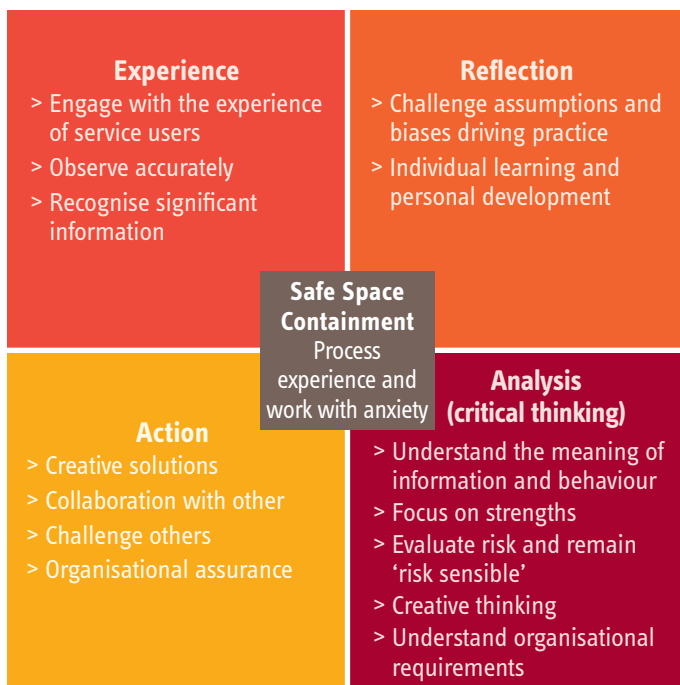 Experience
> Engage with the experience
of service users
> Observe accurately
> Recognise significant
information
Reflection
> Challenge assumptions and
biases driving practice
> Individual learning and
personal development
Safe Space
Containment
Process
experience and
work with anxiety
Action
> Creative solutions
> Collaboration with other
> Challenge others
> Organisational assurance
Analysis
(critical thinking)
> Understand the meaning of
information and behaviour
> Focus on strengths
> Evaluate risk and remain
‘risk sensible’
> Creative thinking
> Understand organisational
requirements